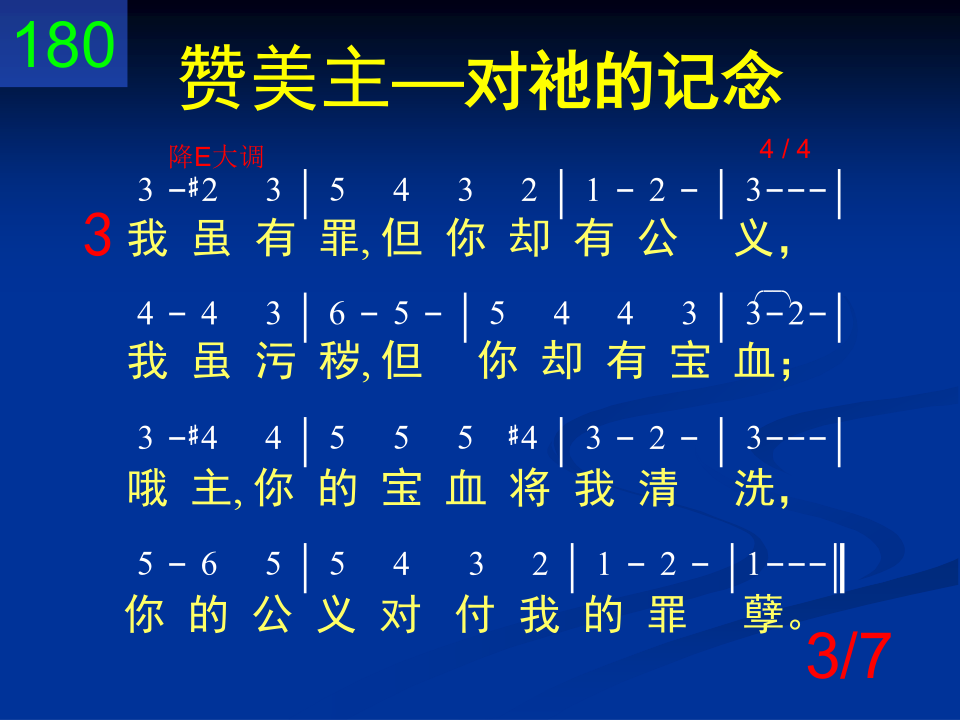 180
赞美主—对祂的记念
降E大调 4 / 4
3 -#2 3 | 5 4 3 2 | 1 - 2 - | 3--- |
3 我 虽 有 罪, 但 你 却 有 公 义,
4 - 4 3 | 6 - 5 - | 5 4 4 3 | 3-2- |
我 虽 污 秽, 但 你 却 有 宝 血;
3 -#4 4 | 5 5 5 #4 | 3 - 2 - | 3--- |
哦 主, 你 的 宝 血 将 我 清 洗,
5 - 6 5 | 5 4 3 2 | 1 - 2 - | 1--- ‖
你 的 公 义 对 付 我 的 罪 孽。
3/7